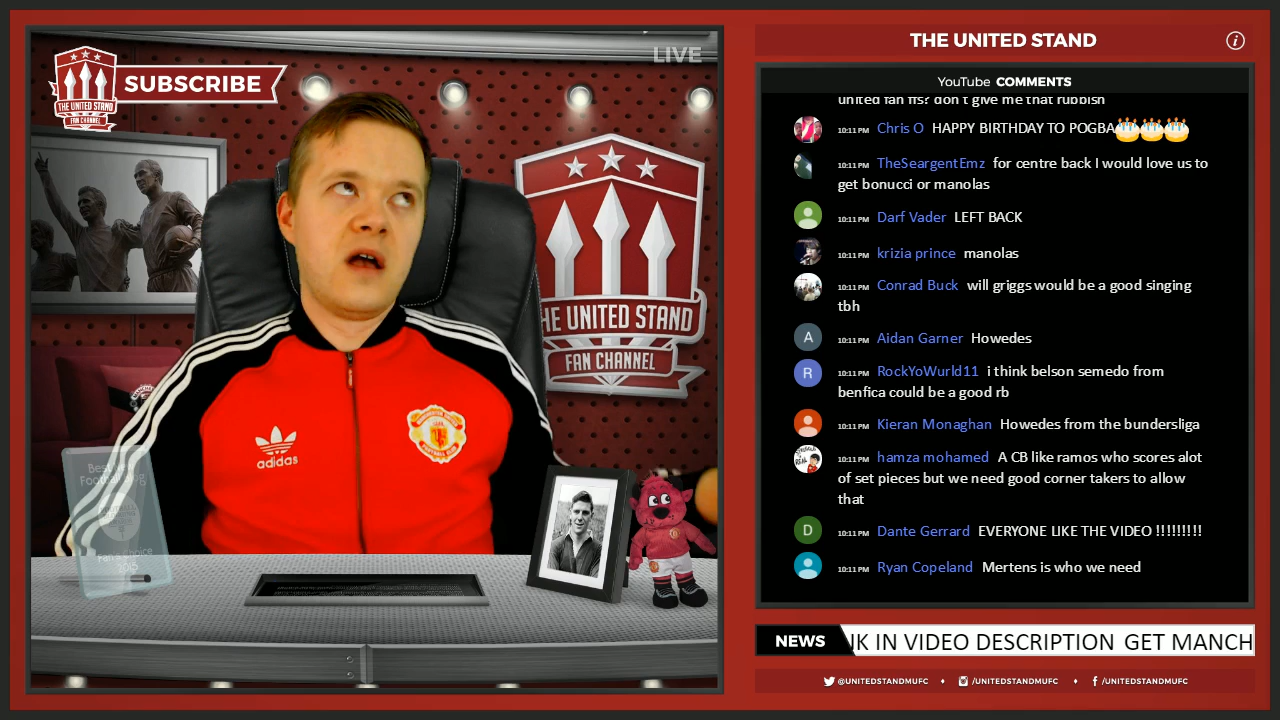 LIVE
SUBSCRIBE
THE UNITED STAND
FAN CHANNEL
THE UNITED STAND
FAN CHANNEL
adidas
Best
Football Blog
Fan's Choice
2015
THE UNITED STAND
YouTube COMMENTS
united fan ffs? don't give me that rubbish
10:11 PM Chris O HAPPY BIRTHDAY TO POGBA🎂🎂🎂
10:11 PM TheSeargentEmz for centre back I would love us to
get bonucci or manolas
10:11 PM Darf Vader LEFT BACK
10:11 PM krizia prince manolas
10:11 PM Conrad Buck will griggs would be a good singing
tbh
A
10:11 PM Aidan Garner Howedes
R
10:11 PM RockYoWurld11 i think belson semedo from
benfica could be a good rb
10:11 PM Kieran Monaghan Howedes from the bundersliga
10:11 PM hamza mohamed A CB like ramos who scores alot
of set pieces but we need good corner takers to allow
that
D
10:11 PM Dante Gerrard EVERYONE LIKE THE VIDEO !!!!!!!!!
10:11 PM Ryan Copeland Mertens is who we need
NEWS NK IN VIDEO DESCRIPTION GET MANCH
@UNITEDSTANDMUFC • /UNITEDSTANDMUFC • /UNITEDSTANDMUFC